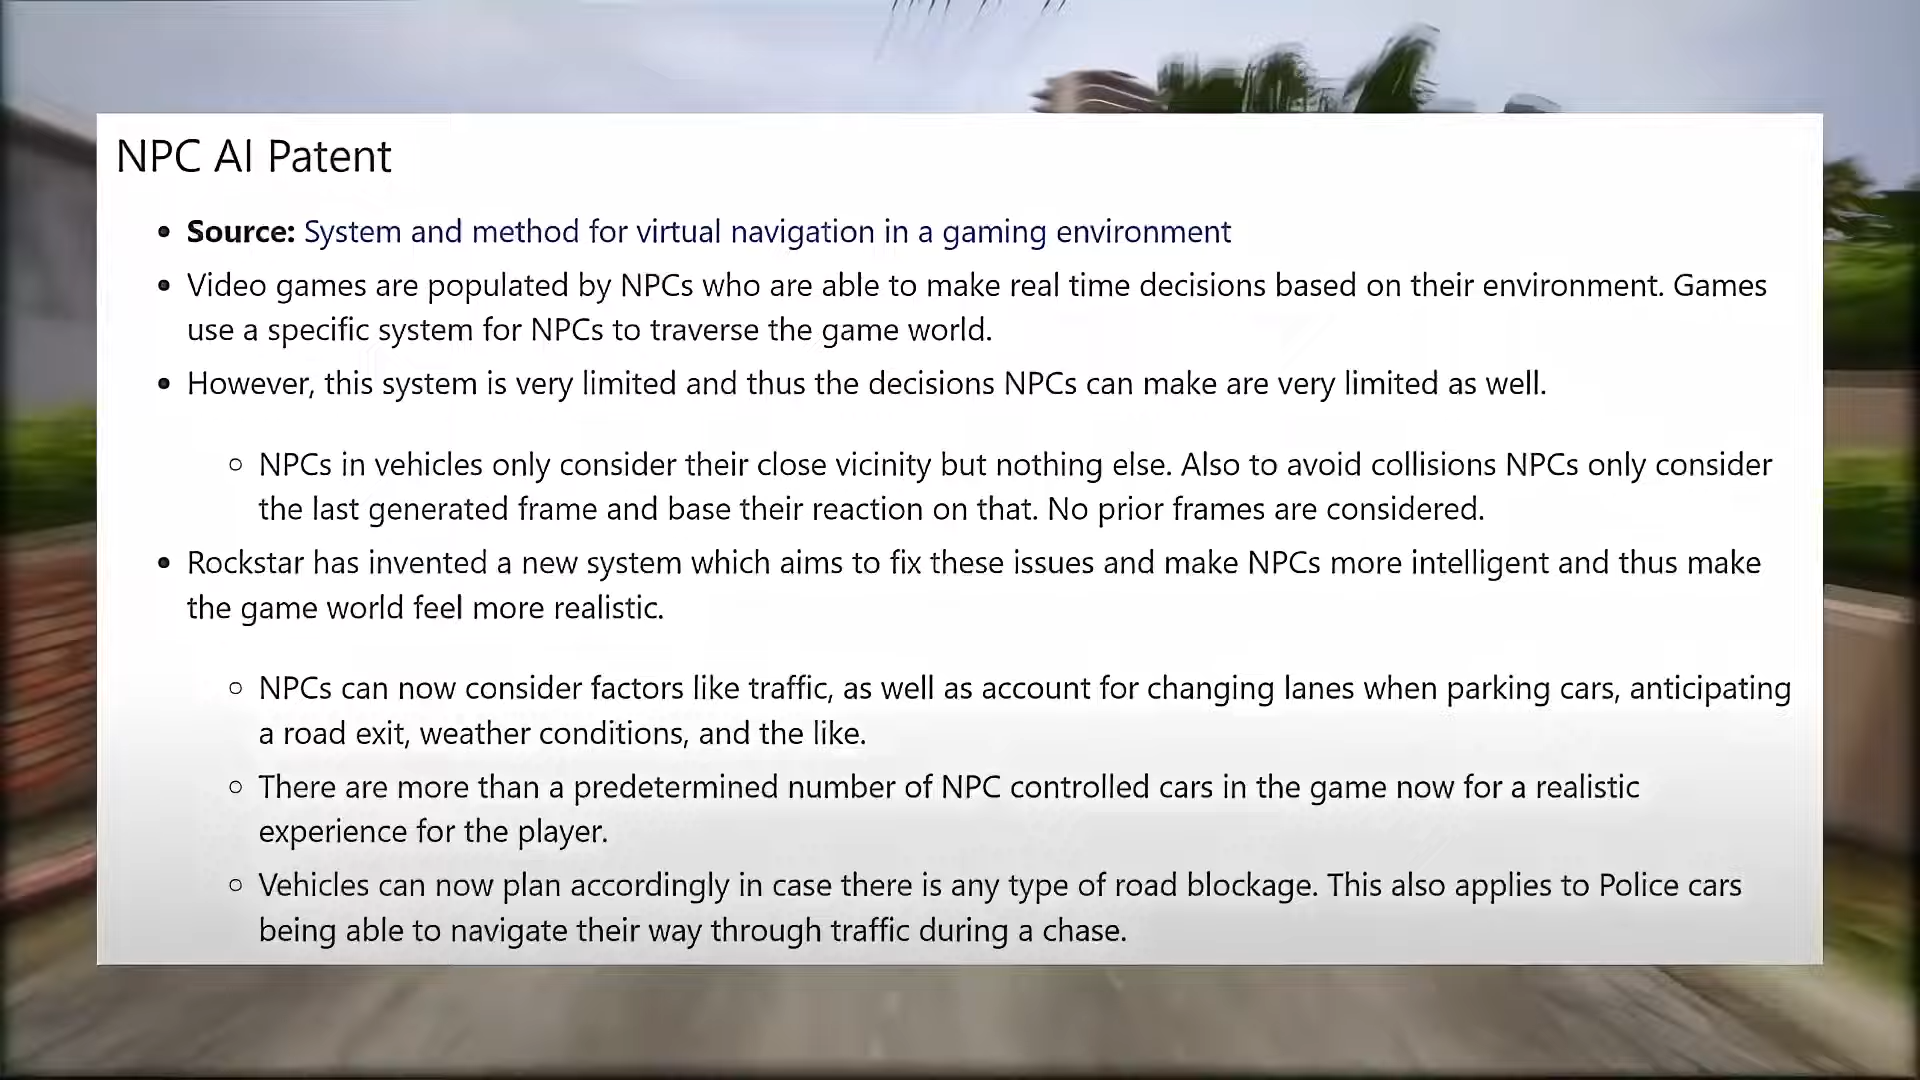 NPC AI Patent
• Source: System and method for virtual navigation in a gaming environment
• Video games are populated by NPCs who are able to make real time decisions based on their environment. Games
use a specific system for NPCs to traverse the game world.
• However, this system is very limited and thus the decisions NPCs can make are very limited as well.
○ NPCs in vehicles only consider their close vicinity but nothing else. Also to avoid collisions NPCs only consider
the last generated frame and base their reaction on that. No prior frames are considered.
• Rockstar has invented a new system which aims to fix these issues and make NPCs more intelligent and thus make
the game world feel more realistic.
○ NPCs can now consider factors like traffic, as well as account for changing lanes when parking cars, anticipating
a road exit, weather conditions, and the like.
○ There are more than a predetermined number of NPC controlled cars in the game now for a realistic
experience for the player.
○ Vehicles can now plan accordingly in case there is any type of road blockage. This also applies to Police cars
being able to navigate their way through traffic during a chase.